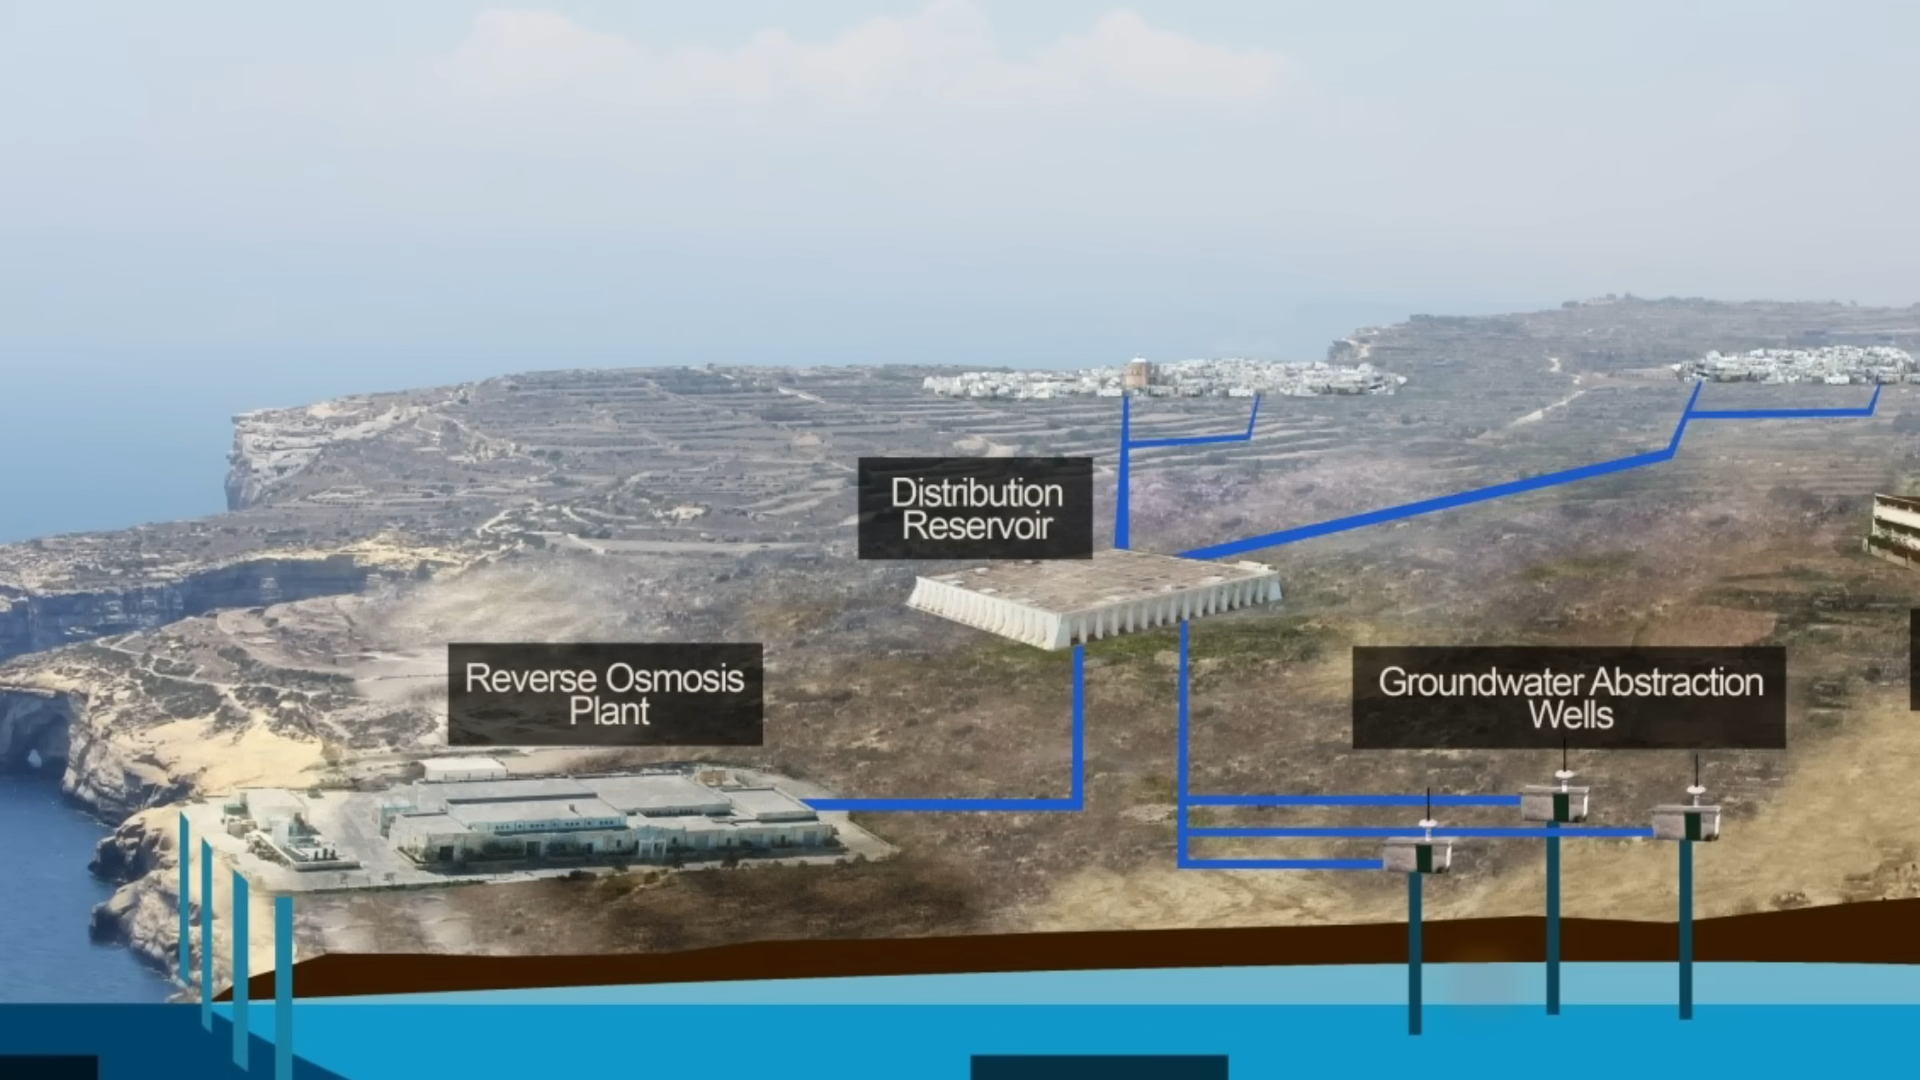 Distribution
Reservoir
Reverse Osmosis
Plant
Groundwater Abstraction
Wells